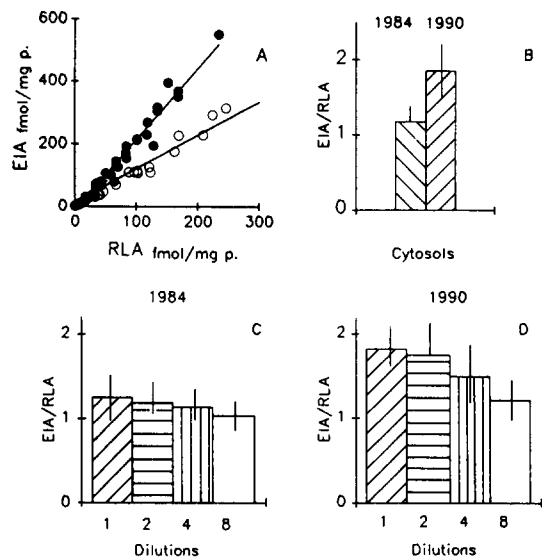 A
600
400
200
0
EIA fmol/mg p.
0 100 200 300
RLA fmol/mg p.
B
1984 1990
2
1
0
EIA/RLA
Cytosols
1984
C
2
1
0
EIA/RLA
1 2 4 8
Dilutions
1990
D
2
1
0
EIA/RLA
1 2 4 8
Dilutions